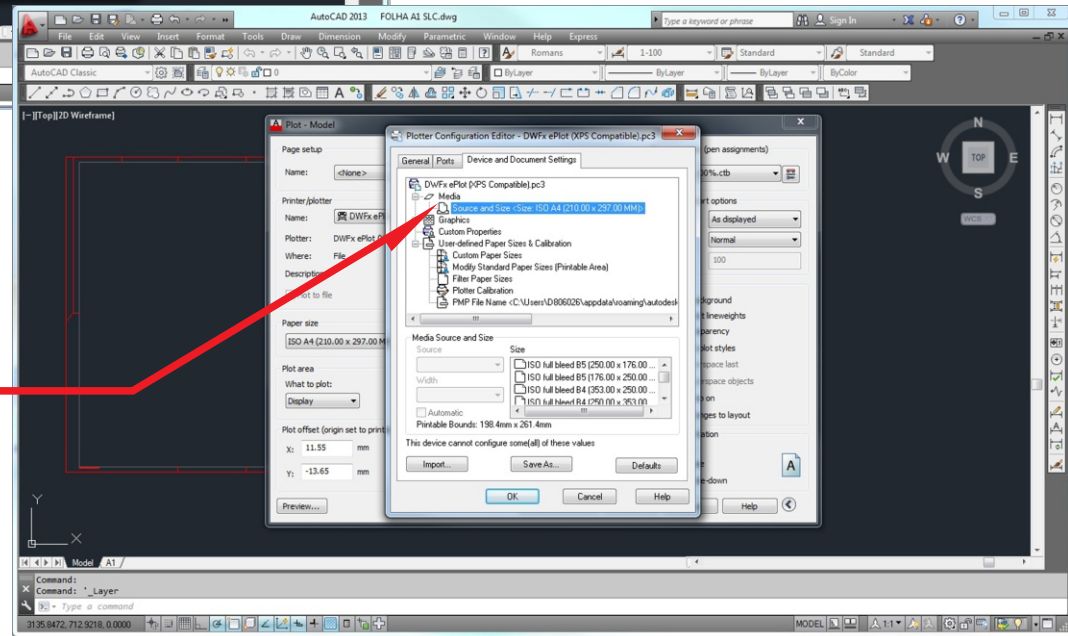 AutoCAD 2013 FOLHA A1 SLC.dwg
Type a keyword or phrase
Sign In
File Edit View Insert Format Tools Draw Dimension Modify Parametric Window Help Express
Romans 1-100 Standard Standard
AutoCAD Classic 0 ByLayer ByLayer ByLayer ByColor
[-][Top][2D Wireframe]
N
W TOP E
S
WCS
Plot - Model
Page setup
Name: <None>
Printer/plotter
Name: DWFx eP
Plotter: DWFx ePlot
Where: File
Description
Plot to file
Paper size
ISO A4 (210.00 x 297.00 M
Plot area
What to plot:
Display
Plot offset (origin set to print
X: 11.55 mm
Y: -13.65 mm
Preview...
(pen assignments)
00%.ctb
rt options
As displayed
Normal
100
kground
t lineweights
parency
plot styles
rspace last
rspace objects
on
nges to layout
ation
A
e-down
Help
Plotter Configuration Editor - DWFx ePlot (XPS Compatible).pc3
General Ports Device and Document Settings
DWFx ePlot (XPS Compatible).pc3
Media
Source and Size <Size: ISO A4 (210.00 x 297.00 MM)>
Graphics
Custom Properties
User-defined Paper Sizes & Calibration
Custom Paper Sizes
Modify Standard Paper Sizes (Printable Area)
Filter Paper Sizes
Plotter Calibration
PMP File Name <C:\Users\D806026\appdata\roaming\autodesk
Media Source and Size
Source Size
Width
Automatic
ISO full bleed B5 (250.00 x 176.00 ...
ISO full bleed B5 (176.00 x 250.00 ...
ISO full bleed B4 (353.00 x 250.00 ...
ISO full bleed B4 (250.00 x 353.00
Printable Bounds: 198.4mm x 261.4mm
This device cannot configure some(all) of these values
Import... Save As... Defaults
OK Cancel Help
Y
X
Model A1
Command:
Command: '_Layer
Type a command
3135.8472, 712.9218, 0.0000
MODEL 1:1